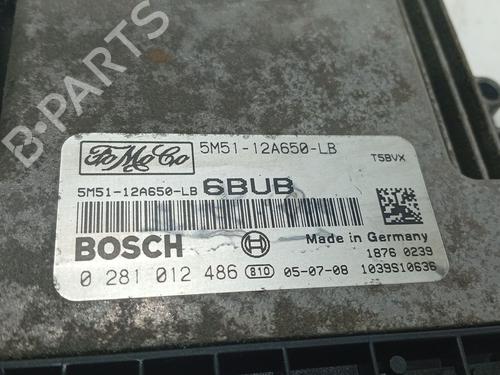 B-PARTS
FoMoCo
5M51-12A650-LB
T5BVX
5M51-12A650-LB 6BUB
BOSCH
Made in Germany
1876 0239
0 281 012 486 810 05-07-08 1039S10636